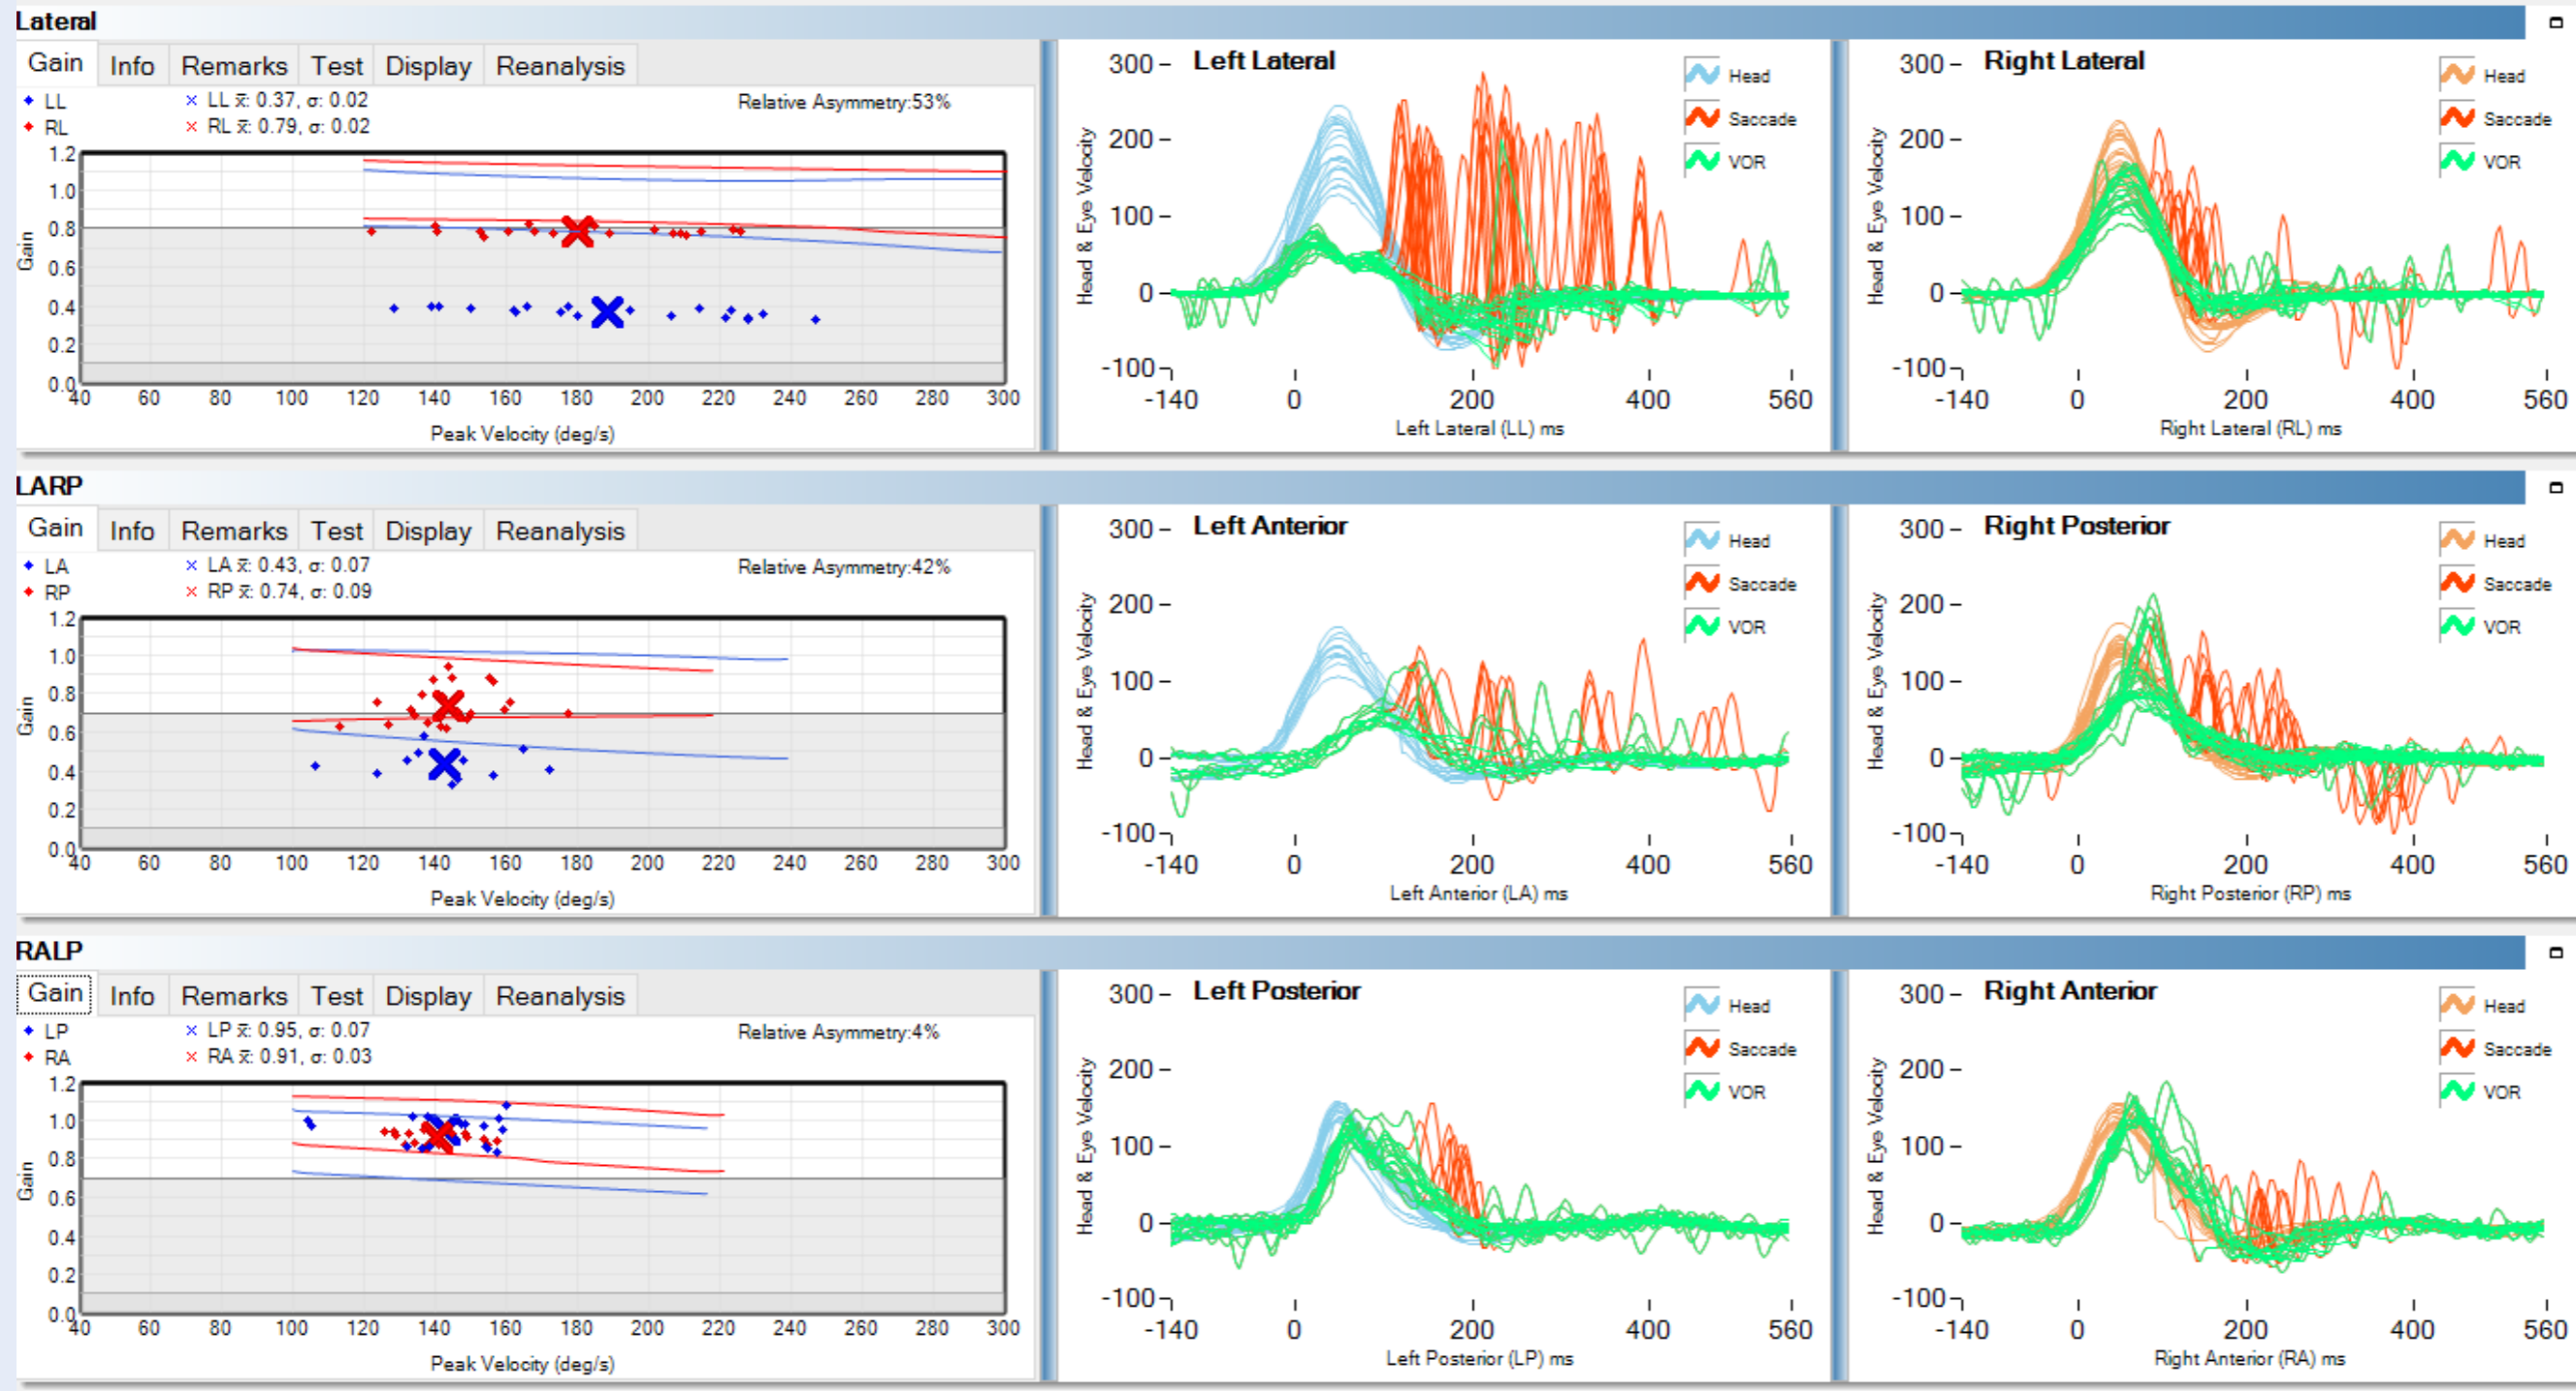 Lateral
Gain Info Remarks Test Display Reanalysis
LL LL x̄: 0.37, σ: 0.02 Relative Asymmetry:53%
RL RL x̄: 0.79, σ: 0.02
1.2
1.0
0.8
0.6
0.4
0.2
0.0
Gain
40 60 80 100 120 140 160 180 200 220 240 260 280 300
Peak Velocity (deg/s)
Left Lateral
Head
Saccade
VOR
300
200
100
0
-100
Head & Eye Velocity
-140 0 200 400 560
Left Lateral (LL) ms
Right Lateral
Head
Saccade
VOR
300
200
100
0
-100
Head & Eye Velocity
-140 0 200 400 560
Right Lateral (RL) ms
LARP
Gain Info Remarks Test Display Reanalysis
LA LA x̄: 0.43, σ: 0.07 Relative Asymmetry:42%
RP RP x̄: 0.74, σ: 0.09
1.2
1.0
0.8
0.6
0.4
0.2
0.0
Gain
40 60 80 100 120 140 160 180 200 220 240 260 280 300
Peak Velocity (deg/s)
Left Anterior
Head
Saccade
VOR
300
200
100
0
-100
Head & Eye Velocity
-140 0 200 400 560
Left Anterior (LA) ms
Right Posterior
Head
Saccade
VOR
300
200
100
0
-100
Head & Eye Velocity
-140 0 200 400 560
Right Posterior (RP) ms
RALP
Gain Info Remarks Test Display Reanalysis
LP LP x̄: 0.95, σ: 0.07 Relative Asymmetry:4%
RA RA x̄: 0.91, σ: 0.03
1.2
1.0
0.8
0.6
0.4
0.2
0.0
Gain
40 60 80 100 120 140 160 180 200 220 240 260 280 300
Peak Velocity (deg/s)
Left Posterior
Head
Saccade
VOR
300
200
100
0
-100
Head & Eye Velocity
-140 0 200 400 560
Left Posterior (LP) ms
Right Anterior
Head
Saccade
VOR
300
200
100
0
-100
Head & Eye Velocity
-140 0 200 400 560
Right Anterior (RA) ms